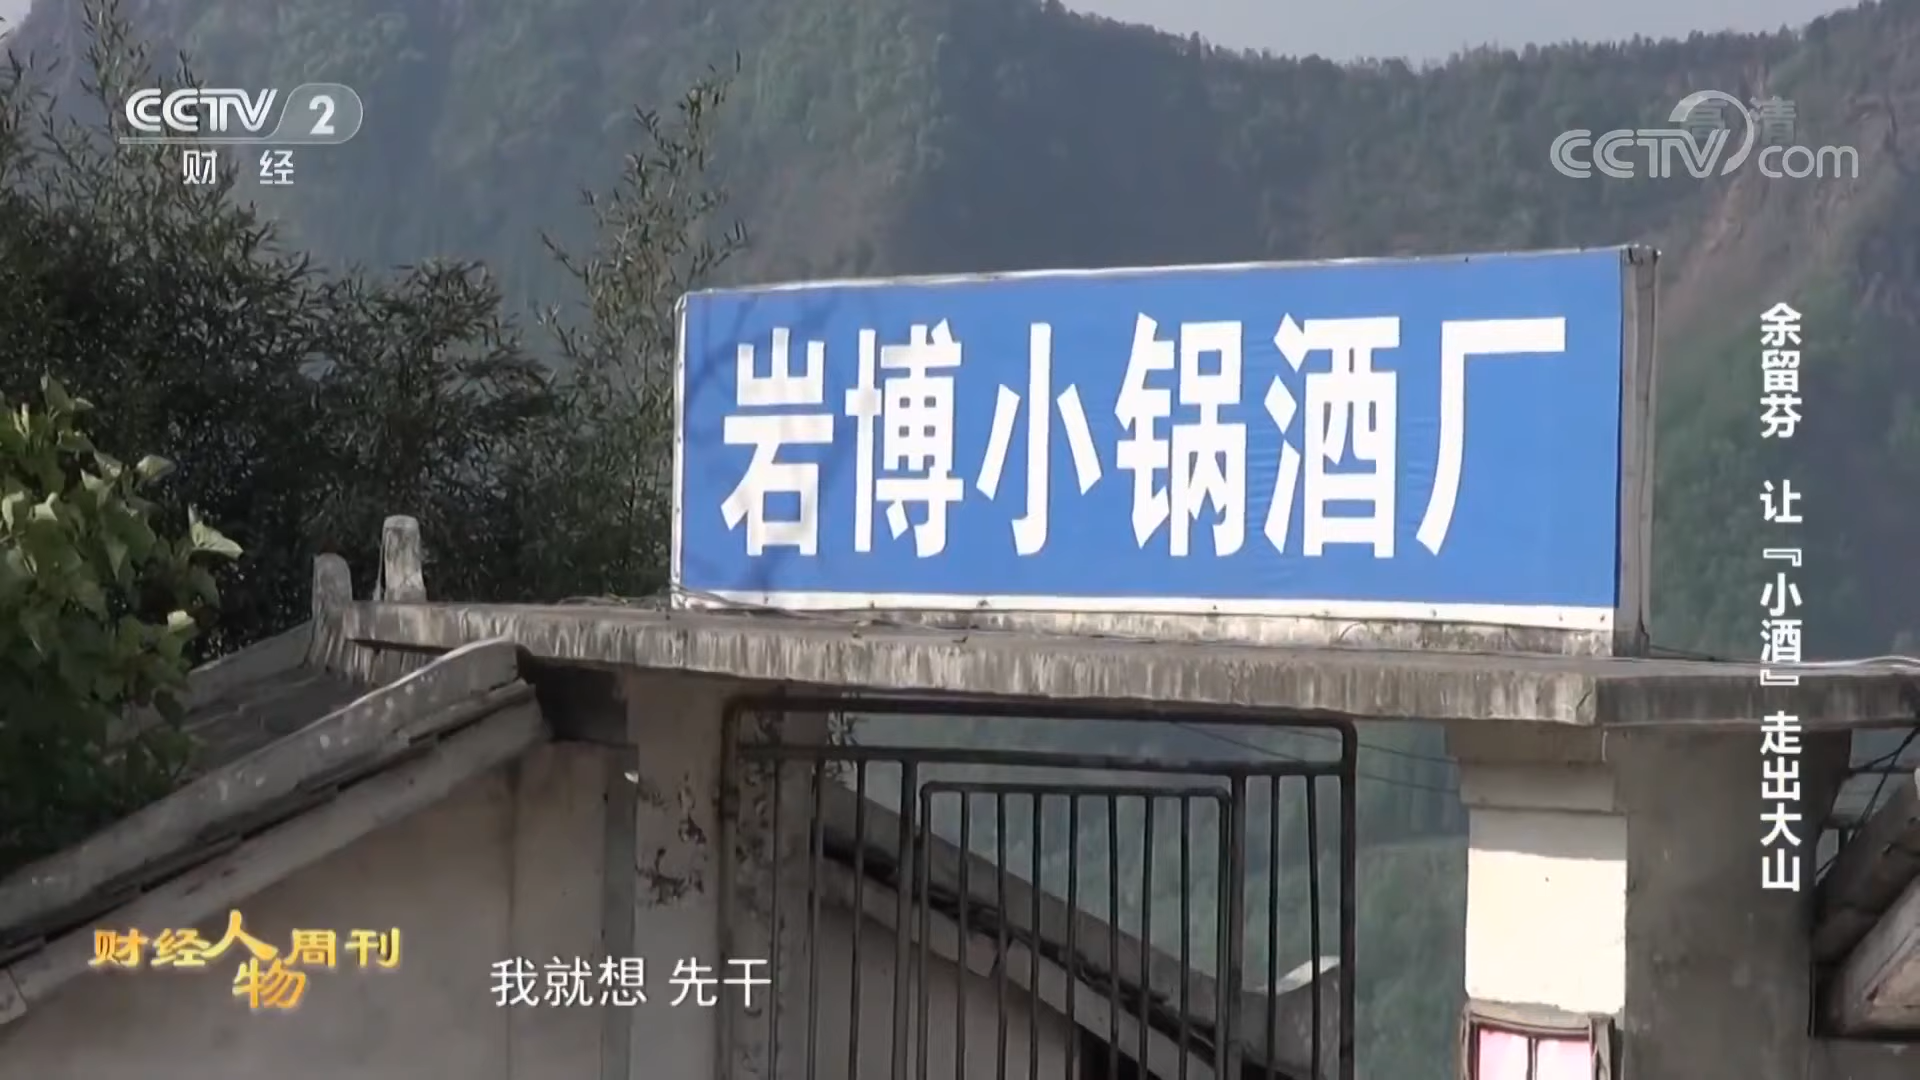 CCTV 2
财经
高清
CCTV com
岩博小锅酒厂
余留芬 让『小酒』走出大山
财经人物周刊
我就想 先干